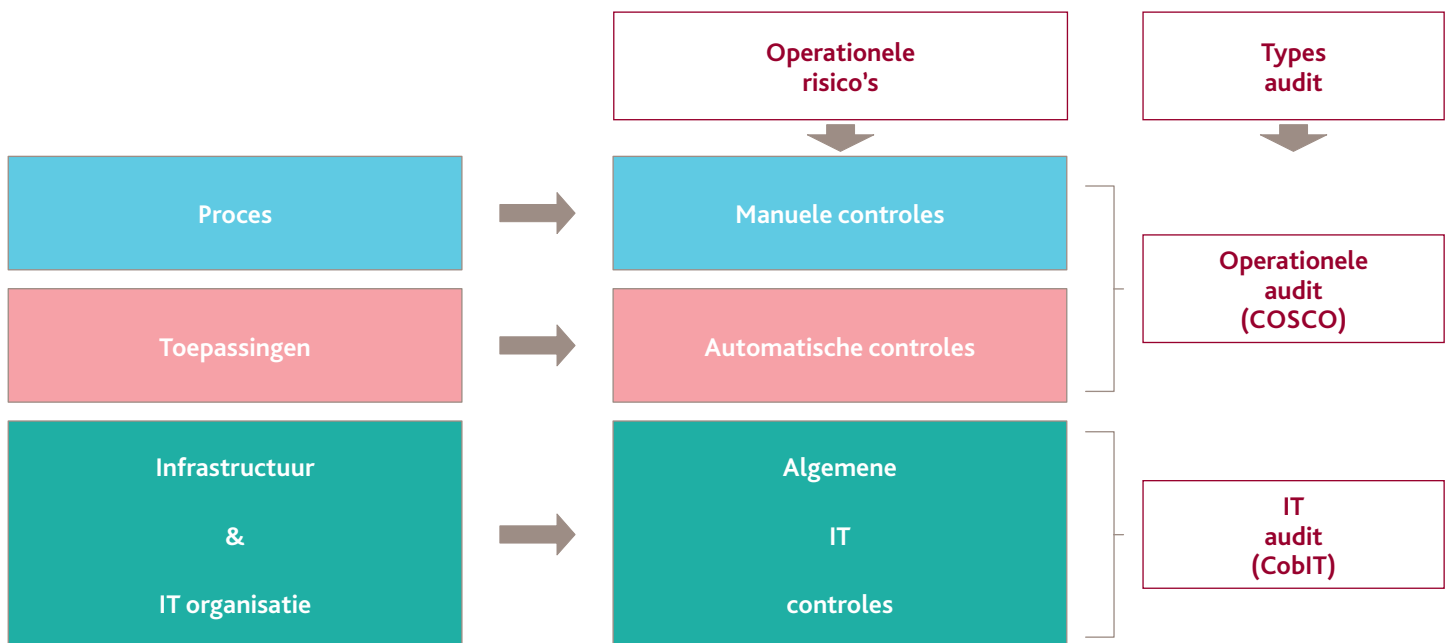 Operationele
risico's
Types
audit
Proces
Manuele controles
Operationele
audit
(COSCO)
Toepassingen
Automatische controles
Infrastructuur
&
IT organisatie
Algemene
IT
controles
IT
audit
(CobIT)